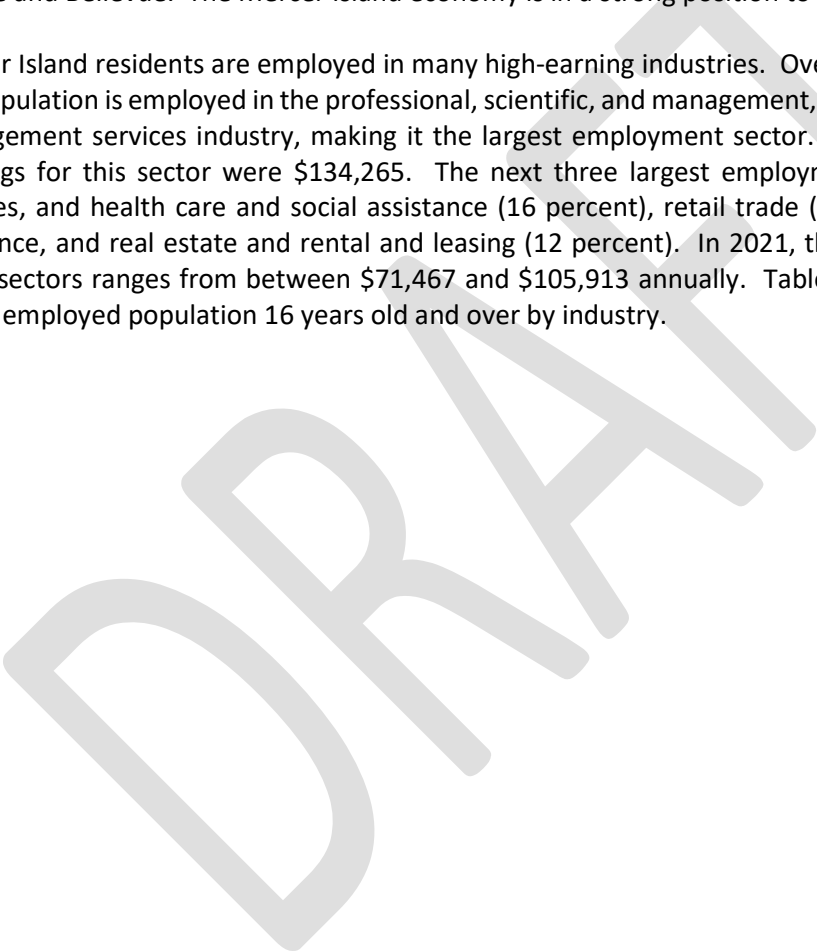 and Bellevue. The Mercer Island economy is in a strong position to
r Island residents are employed in many high-earning industries. Ove
pulation is employed in the professional, scientific, and management,
gement services industry, making it the largest employment sector.
gs for this sector were $134,265. The next three largest employm
es, and health care and social assistance (16 percent), retail trade (
nce, and real estate and rental and leasing (12 percent). In 2021, th
sectors ranges from between $71,467 and $105,913 annually. Table
employed population 16 years old and over by industry.
DRAFT